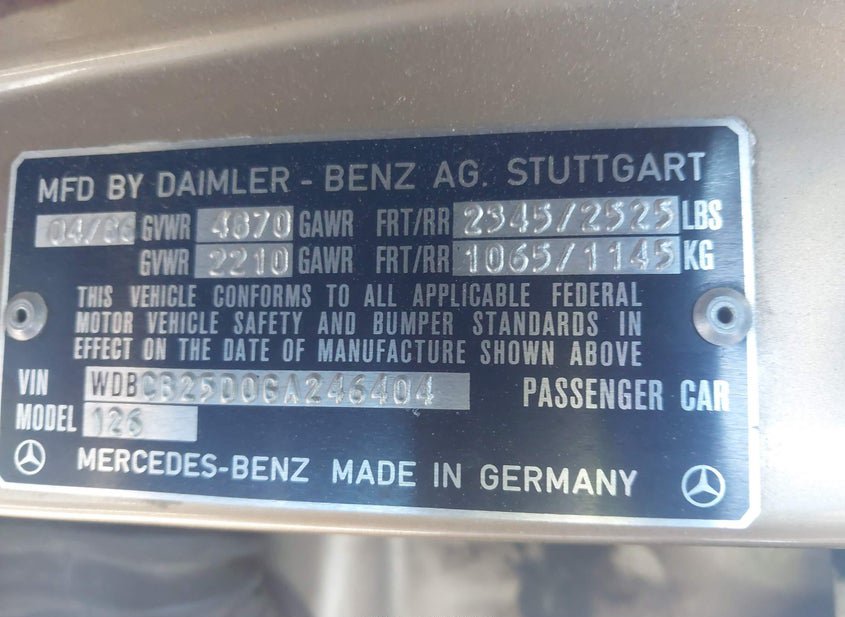 MFD BY DAIMLER - BENZ AG. STUTTGART
04/86 GVWR 4870 GAWR FRT/RR 2345/2525 LBS
GVWR 2210 GAWR FRT/RR 1065/1145 KG
THIS VEHICLE CONFORMS TO ALL APPLICABLE FEDERAL
MOTOR VEHICLE SAFETY AND BUMPER STANDARDS IN
EFFECT ON THE DATE OF MANUFACTURE SHOWN ABOVE
VIN WDBCB25D0GA246404 PASSENGER CAR
MODEL 126
MERCEDES-BENZ MADE IN GERMANY